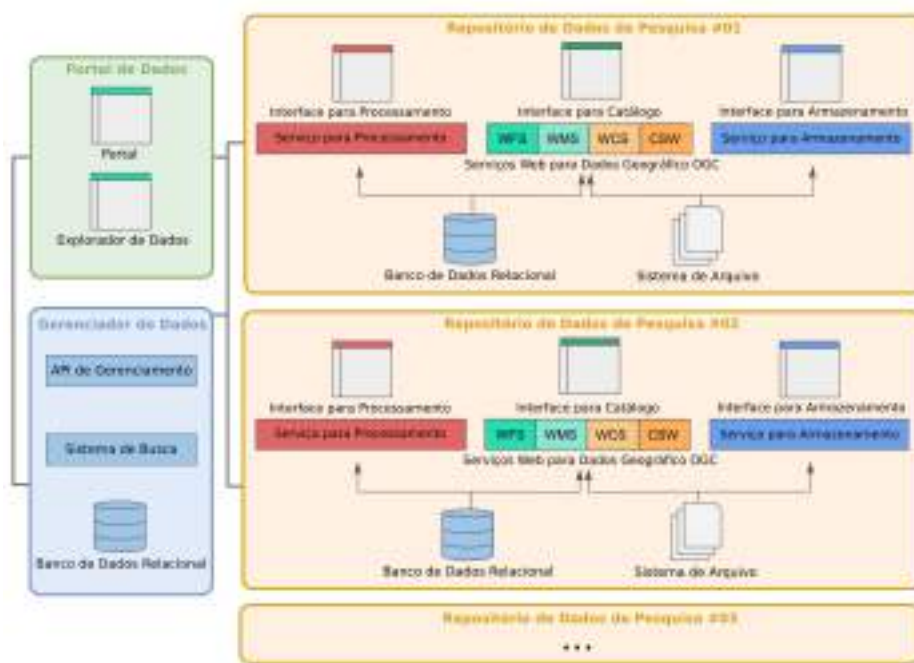 Portal de Dados
Portal
Explorador de Dados
Gerenciador de Dados
API de Gerenciamento
Sistema de Busca
Banco de Dados Relacional
Repositório de Dados de Pesquisa #01
Interface para Processamento
Interface para Catálogo
Interface para Armazenamento
Serviço para Processamento
WFS WMS WCS CSW
Serviço para Armazenamento
Serviços Web para Dados Geográfico OGC
Banco de Dados Relacional
Sistema de Arquivo
Repositório de Dados de Pesquisa #02
Interface para Processamento
Interface para Catálogo
Interface para Armazenamento
Serviço para Processamento
WFS WMS WCS CSW
Serviço para Armazenamento
Serviços Web para Dados Geográfico OGC
Banco de Dados Relacional
Sistema de Arquivo
Repositório de Dados de Pesquisa #03
...